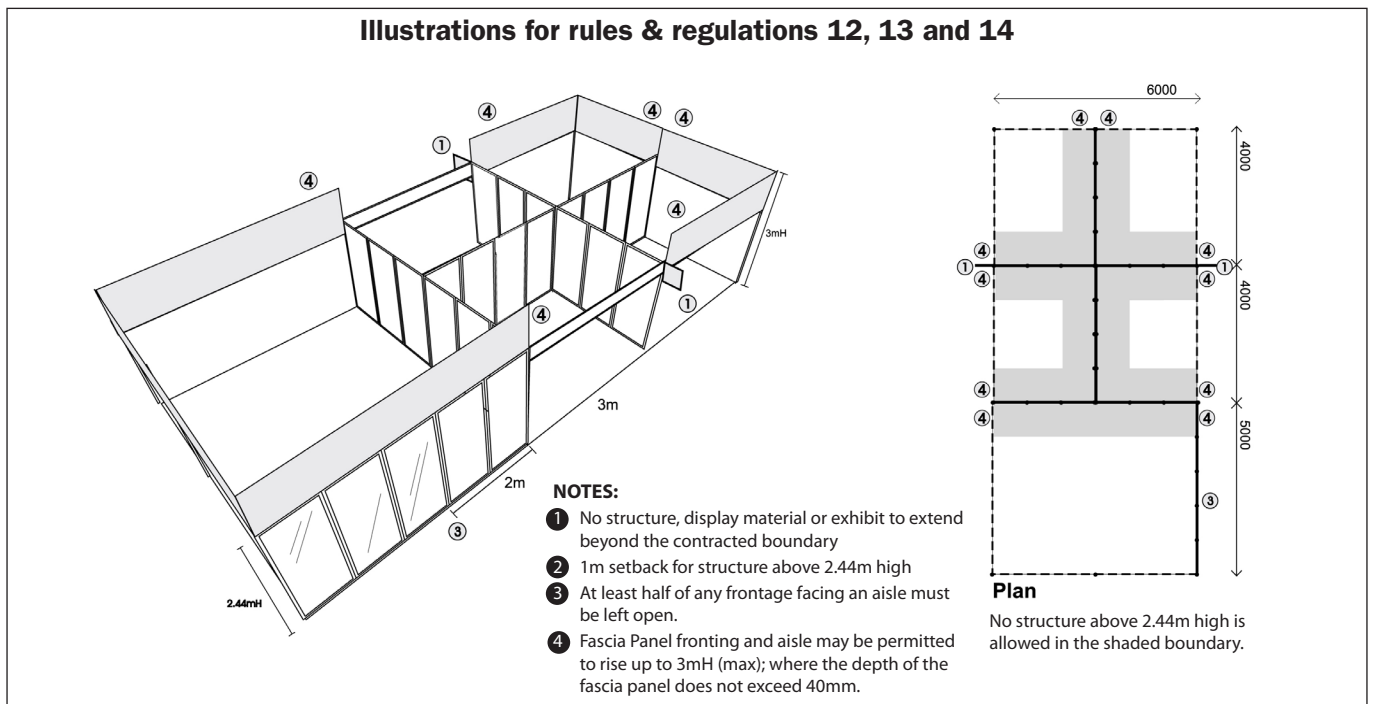 Illustrations for rules & regulations 12, 13 and 14
④
④ ④
①
④
④
3mH
①
④
3m
2m
③
2.44mH
NOTES:
1 No structure, display material or exhibit to extend
beyond the contracted boundary
2 1m setback for structure above 2.44m high
3 At least half of any frontage facing an aisle must
be left open.
4 Fascia Panel fronting and aisle may be permitted
to rise up to 3mH (max); where the depth of the
fascia panel does not exceed 40mm.
6000
④ ④
4000
④ ④
① ①
④ ④
4000
④ ④
④ ④
5000
③
Plan
No structure above 2.44m high is
allowed in the shaded boundary.